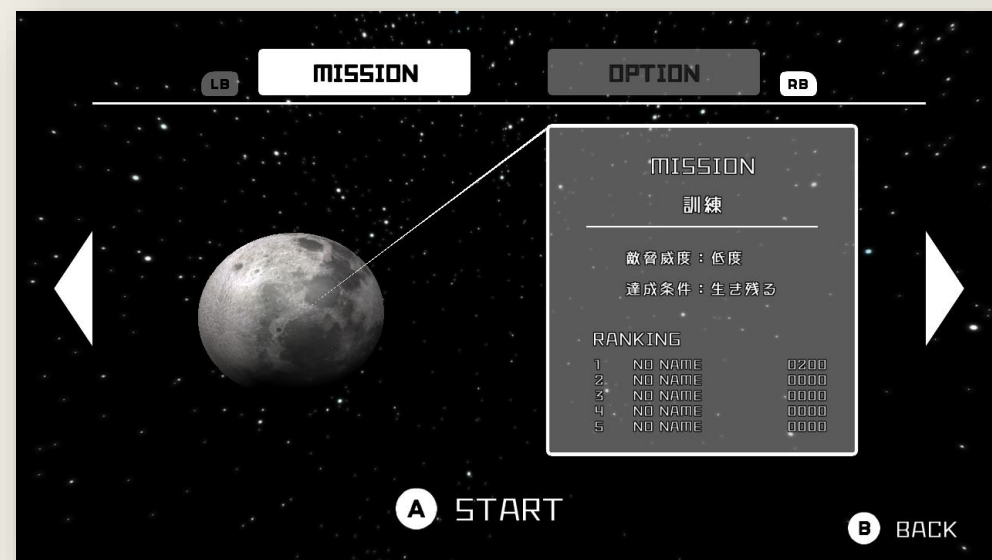 LB MISSION OPTION RB
MISSION
訓練
敵脅威度：低度
達成条件：生き残る
RANKING
1 NO NAME 0200
2 NO NAME 0000
3 NO NAME 0000
4 NO NAME 0000
5 NO NAME 0000
A START
B BACK